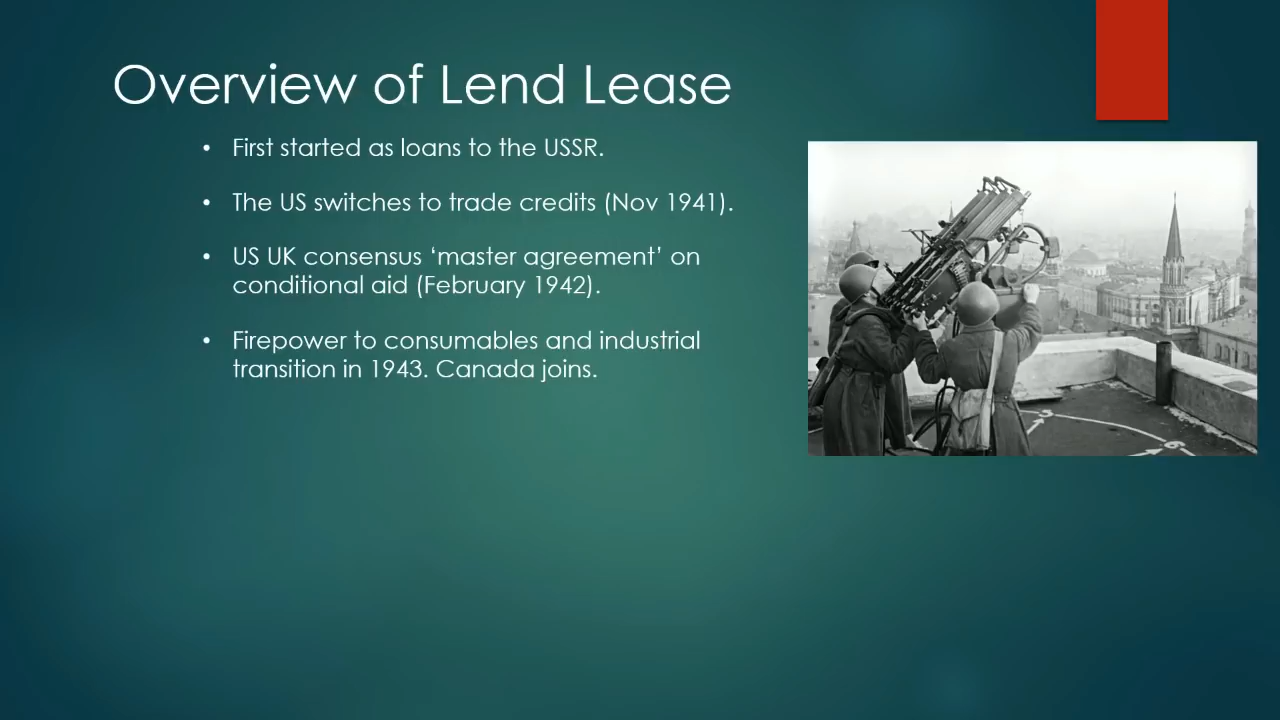 Overview of Lend Lease
• First started as loans to the USSR.
• The US switches to trade credits (Nov 1941).
• US UK consensus ‘master agreement’ on
conditional aid (February 1942).
• Firepower to consumables and industrial
transition in 1943. Canada joins.